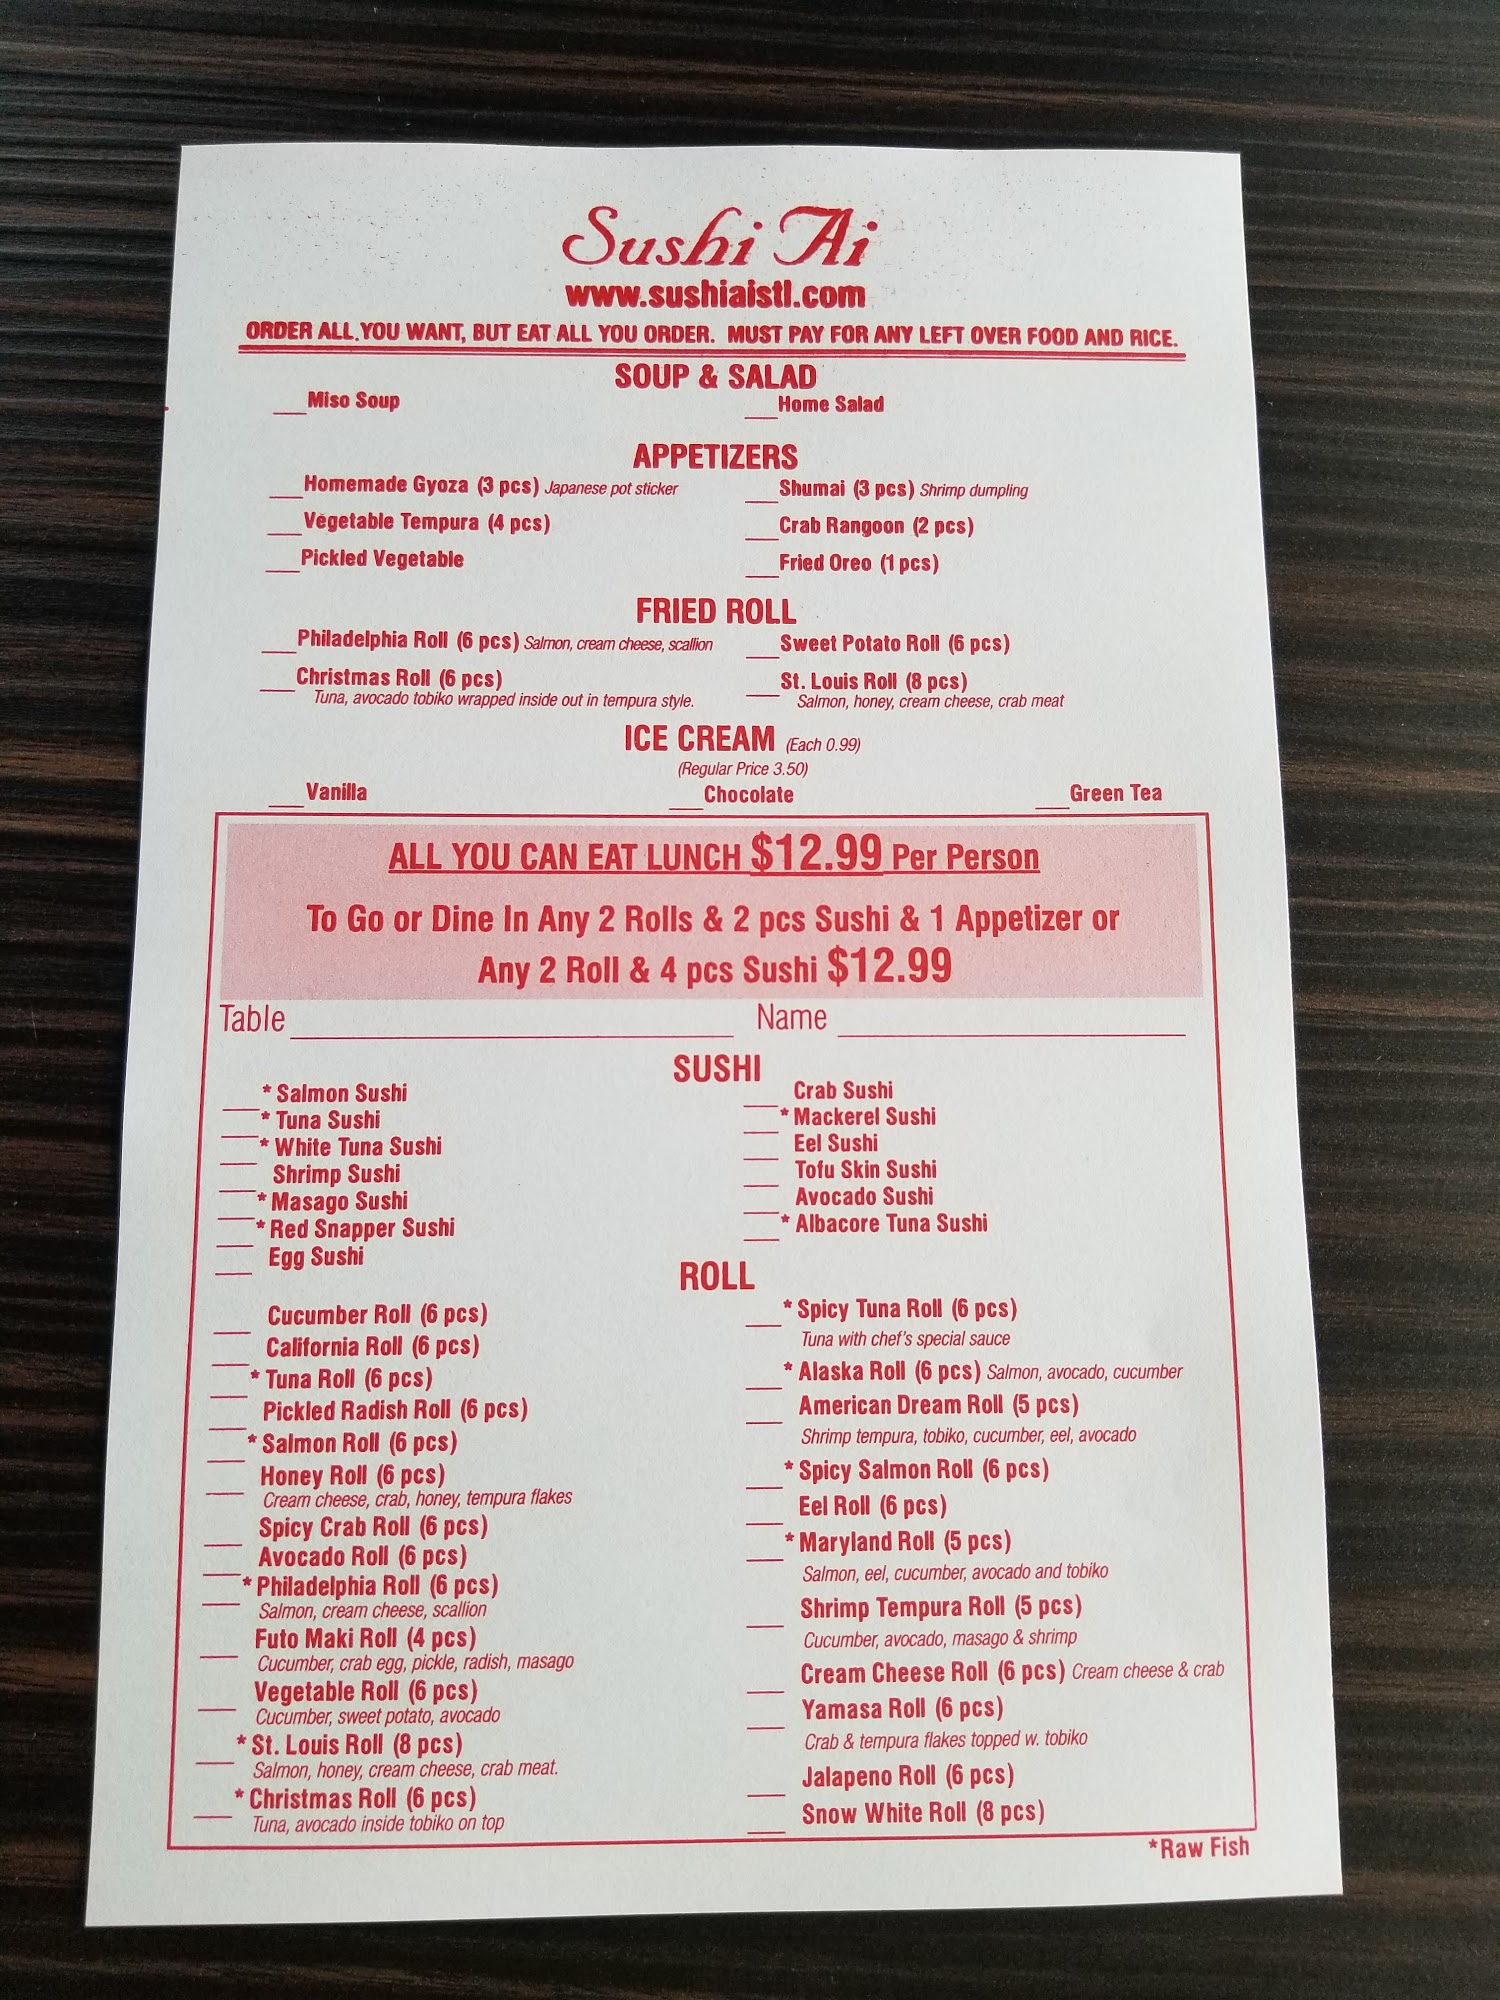 Sushi Ai
www.sushiaistl.com
ORDER ALL.YOU WANT, BUT EAT ALL YOU ORDER. MUST PAY FOR ANY LEFT OVER FOOD AND RICE.
SOUP & SALAD
___Miso Soup ___Home Salad
APPETIZERS
___Homemade Gyoza (3 pcs) Japanese pot sticker ___Shumai (3 pcs) Shrimp dumpling
___Vegetable Tempura (4 pcs) ___Crab Rangoon (2 pcs)
___Pickled Vegetable ___Fried Oreo (1 pcs)
FRIED ROLL
___Philadelphia Roll (6 pcs) Salmon, cream cheese, scallion ___Sweet Potato Roll (6 pcs)
___Christmas Roll (6 pcs) ___St. Louis Roll (8 pcs)
Tuna, avocado tobiko wrapped inside out in tempura style. Salmon, honey, cream cheese, crab meat
ICE CREAM (Each 0.99)
(Regular Price 3.50)
___Vanilla ___Chocolate ___Green Tea
ALL YOU CAN EAT LUNCH $12.99 Per Person
To Go or Dine In Any 2 Rolls & 2 pcs Sushi & 1 Appetizer or
Any 2 Roll & 4 pcs Sushi $12.99
Table Name
SUSHI
* Salmon Sushi
* Tuna Sushi
* White Tuna Sushi
Shrimp Sushi
* Masago Sushi
* Red Snapper Sushi
Egg Sushi
Crab Sushi
* Mackerel Sushi
Eel Sushi
Tofu Skin Sushi
Avocado Sushi
* Albacore Tuna Sushi
ROLL
Cucumber Roll (6 pcs)
California Roll (6 pcs)
* Tuna Roll (6 pcs)
Pickled Radish Roll (6 pcs)
* Salmon Roll (6 pcs)
Honey Roll (6 pcs)
Cream cheese, crab, honey, tempura flakes
Spicy Crab Roll (6 pcs)
Avocado Roll (6 pcs)
* Philadelphia Roll (6 pcs)
Salmon, cream cheese, scallion
Futo Maki Roll (4 pcs)
Cucumber, crab egg, pickle, radish, masago
Vegetable Roll (6 pcs)
Cucumber, sweet potato, avocado
* St. Louis Roll (8 pcs)
Salmon, honey, cream cheese, crab meat.
* Christmas Roll (6 pcs)
Tuna, avocado inside tobiko on top
* Spicy Tuna Roll (6 pcs)
Tuna with chef's special sauce
* Alaska Roll (6 pcs) Salmon, avocado, cucumber
American Dream Roll (5 pcs)
Shrimp tempura, tobiko, cucumber, eel, avocado
* Spicy Salmon Roll (6 pcs)
Eel Roll (6 pcs)
* Maryland Roll (5 pcs)
Salmon, eel, cucumber, avocado and tobiko
Shrimp Tempura Roll (5 pcs)
Cucumber, avocado, masago & shrimp
Cream Cheese Roll (6 pcs) Cream cheese & crab
Yamasa Roll (6 pcs)
Crab & tempura flakes topped w. tobiko
Jalapeno Roll (6 pcs)
Snow White Roll (8 pcs)
*Raw Fish